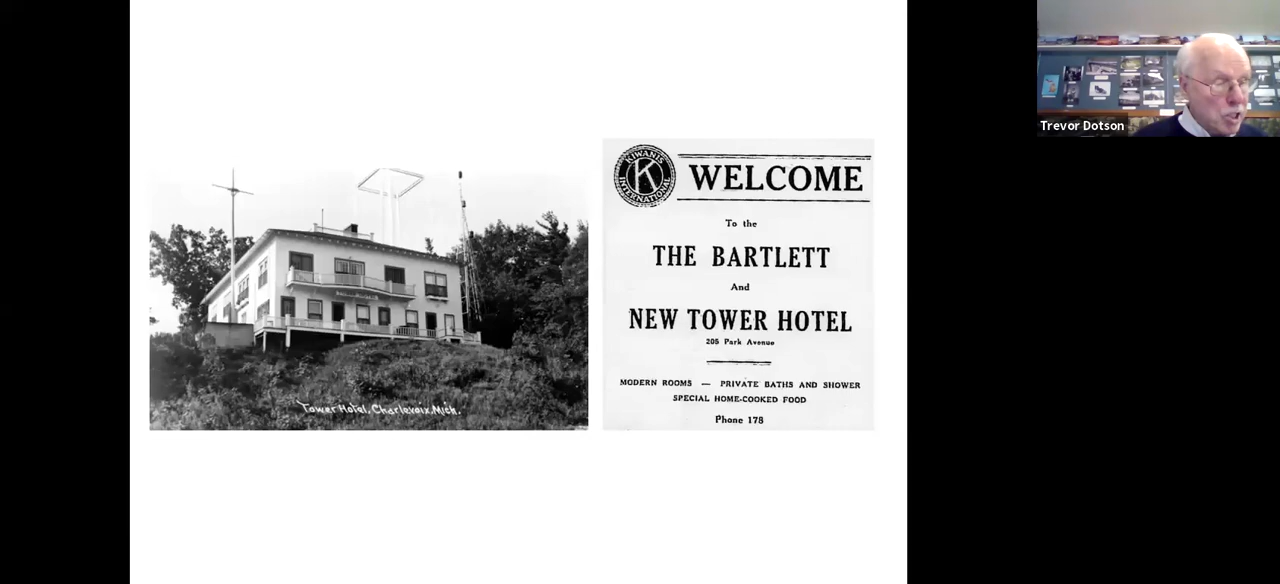 Tower Hotel, Charlevoix, Mich.
KIWANIS
K
INTERNATIONAL
WELCOME
To the
THE BARTLETT
And
NEW TOWER HOTEL
205 Park Avenue
MODERN ROOMS — PRIVATE BATHS AND SHOWER
SPECIAL HOME-COOKED FOOD
Phone 178
Trevor Dotson